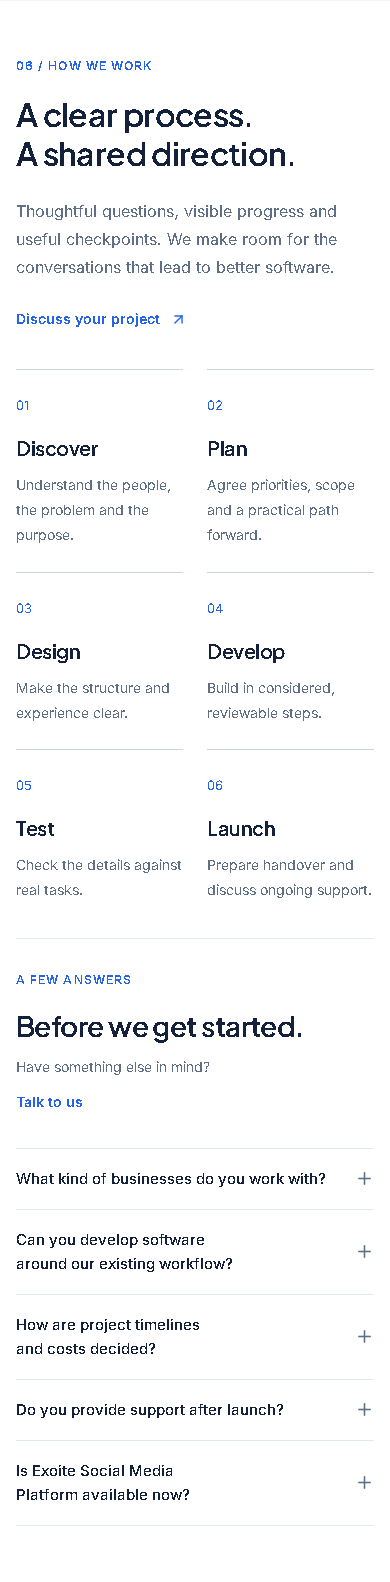 06 / HOW WE WORK
A clear process.
A shared direction.
Thoughtful questions, visible progress and
useful checkpoints. We make room for the
conversations that lead to better software.
Discuss your project
01
Discover
Understand the people,
the problem and the
purpose.
02
Plan
Agree priorities, scope
and a practical path
forward.
03
Design
Make the structure and
experience clear.
04
Develop
Build in considered,
reviewable steps.
05
Test
Check the details against
real tasks.
06
Launch
Prepare handover and
discuss ongoing support.
A FEW ANSWERS
Before we get started.
Have something else in mind?
Talk to us
What kind of businesses do you work with?
Can you develop software
around our existing workflow?
How are project timelines
and costs decided?
Do you provide support after launch?
Is Exoite Social Media
Platform available now?